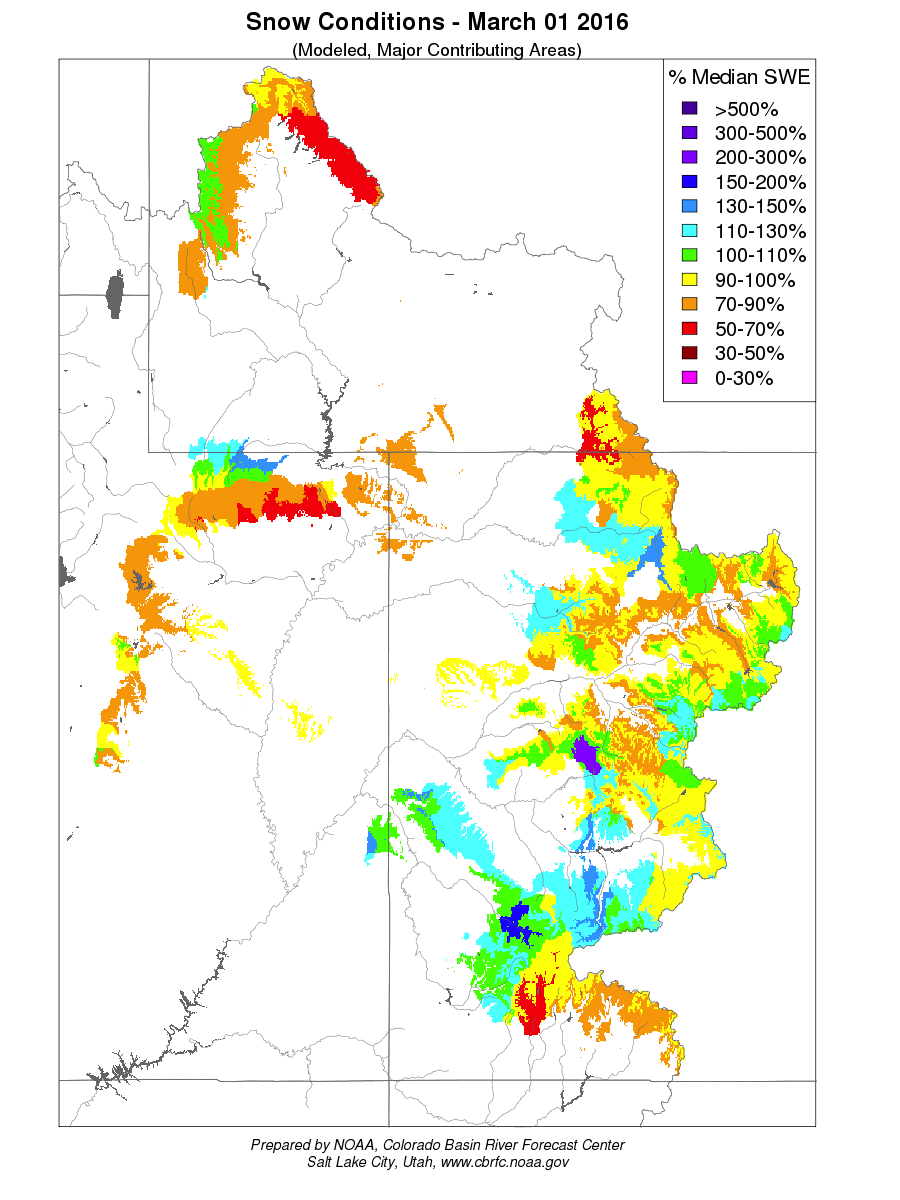 Snow Conditions - March 01 2016
(Modeled, Major Contributing Areas)
% Median SWE
>500%
300-500%
200-300%
150-200%
130-150%
110-130%
100-110%
90-100%
70-90%
50-70%
30-50%
0-30%
Prepared by NOAA, Colorado Basin River Forecast Center
Salt Lake City, Utah, www.cbrfc.noaa.gov